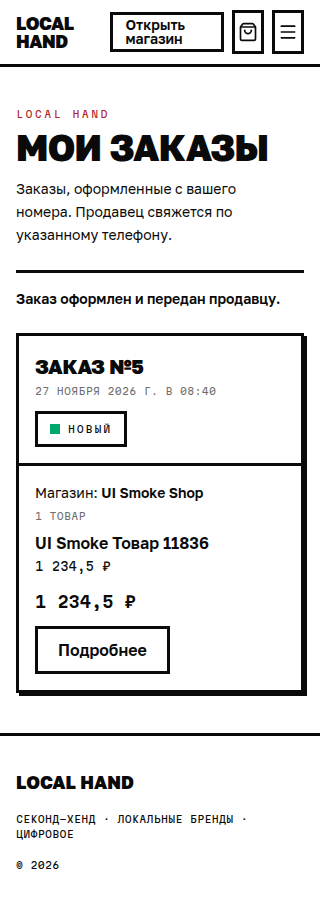 LOCAL
HAND
Открыть
магазин
LOCAL HAND
МОИ ЗАКАЗЫ
Заказы, оформленные с вашего
номера. Продавец свяжется по
указанному телефону.
Заказ оформлен и передан продавцу.
ЗАКАЗ №5
27 НОЯБРЯ 2026 Г. В 08:40
НОВЫЙ
Магазин: UI Smoke Shop
1 ТОВАР
UI Smoke Товар 11836
1 234,5 ₽
1 234,5 ₽
Подробнее
LOCAL HAND
СЕКОНД-ХЕНД · ЛОКАЛЬНЫЕ БРЕНДЫ ·
ЦИФРОВОЕ
© 2026